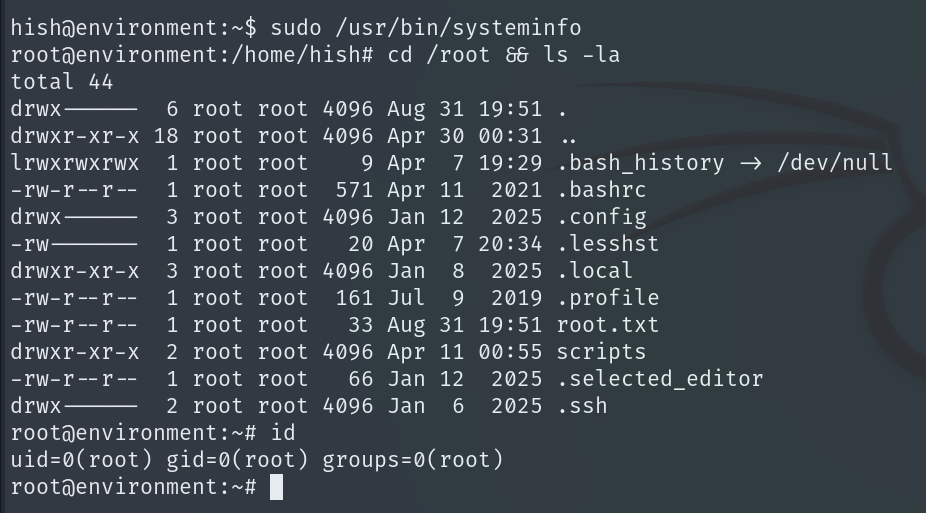 hish@environment:~$ sudo /usr/bin/systeminfo
root@environment:/home/hish# cd /root && ls -la
total 44
drwx------  6 root root 4096 Aug 31 19:51 .
drwxr-xr-x 18 root root 4096 Apr 30 00:31 ..
lrwxrwxrwx  1 root root    9 Apr  7 19:29 .bash_history -> /dev/null
-rw-r--r--  1 root root  571 Apr 11  2021 .bashrc
drwx------  3 root root 4096 Jan 12  2025 .config
-rw-------  1 root root   20 Apr  7 20:34 .lesshst
drwxr-xr-x  3 root root 4096 Jan  8  2025 .local
-rw-r--r--  1 root root  161 Jul  9  2019 .profile
-rw-r--r--  1 root root   33 Aug 31 19:51 root.txt
drwxr-xr-x  2 root root 4096 Apr 11 00:55 scripts
-rw-r--r--  1 root root   66 Jan 12  2025 .selected_editor
drwx------  2 root root 4096 Jan  6  2025 .ssh
root@environment:~# id
uid=0(root) gid=0(root) groups=0(root)
root@environment:~#